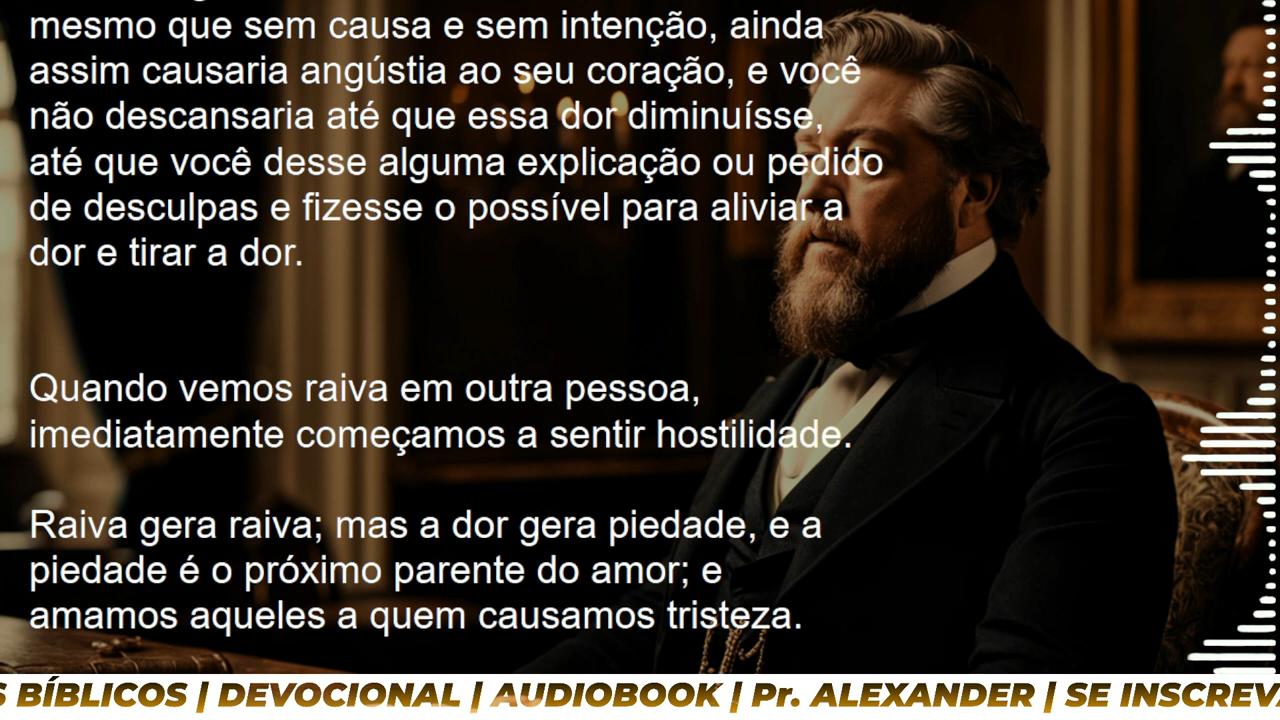 mesmo que sem causa e sem intenção, ainda
assim causaria angústia ao seu coração, e você
não descansaria até que essa dor diminuísse,
até que você desse alguma explicação ou pedido
de desculpas e fizesse o possível para aliviar a
dor e tirar a dor.
Quando vemos raiva em outra pessoa,
imediatamente começamos a sentir hostilidade.
Raiva gera raiva; mas a dor gera piedade, e a
piedade é o próximo parente do amor; e
amamos aqueles a quem causamos tristeza.
S BÍBLICOS | DEVOCIONAL | AUDIOBOOK | Pr. ALEXANDER | SE INSCREV